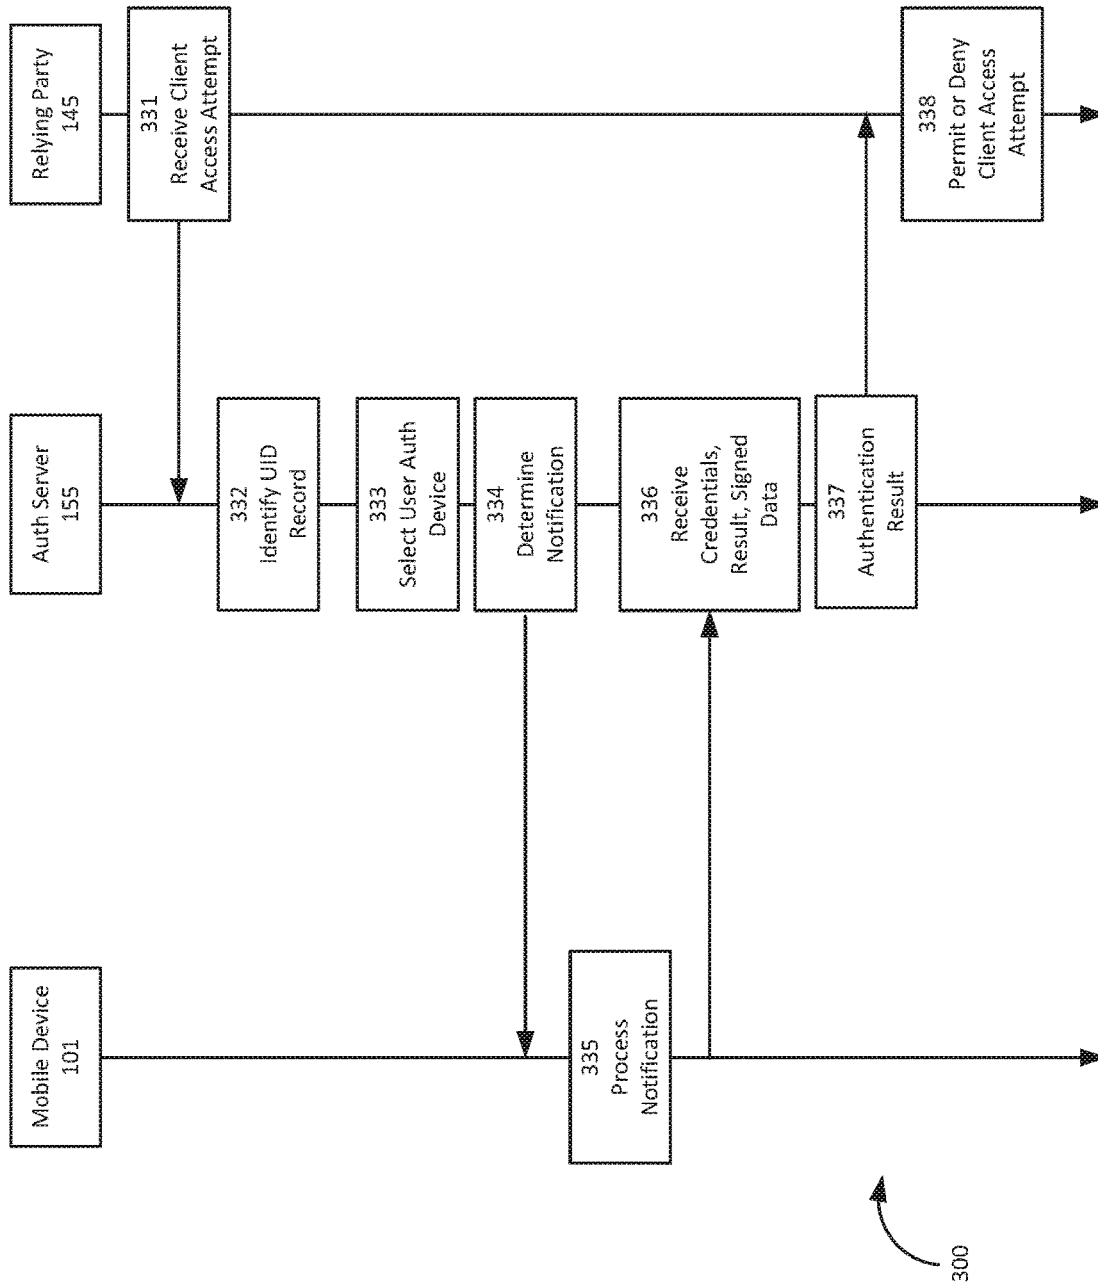 Mobile Device
101
Auth Server
155
Relying Party
145
331
Receive Client
Access Attempt
332
Identify UID
Record
333
Select User Auth
Device
334
Determine
Notification
335
Process
Notification
336
Receive
Credentials,
Result, Signed
Data
337
Authentication
Result
338
Permit or Deny
Client Access
Attempt
300